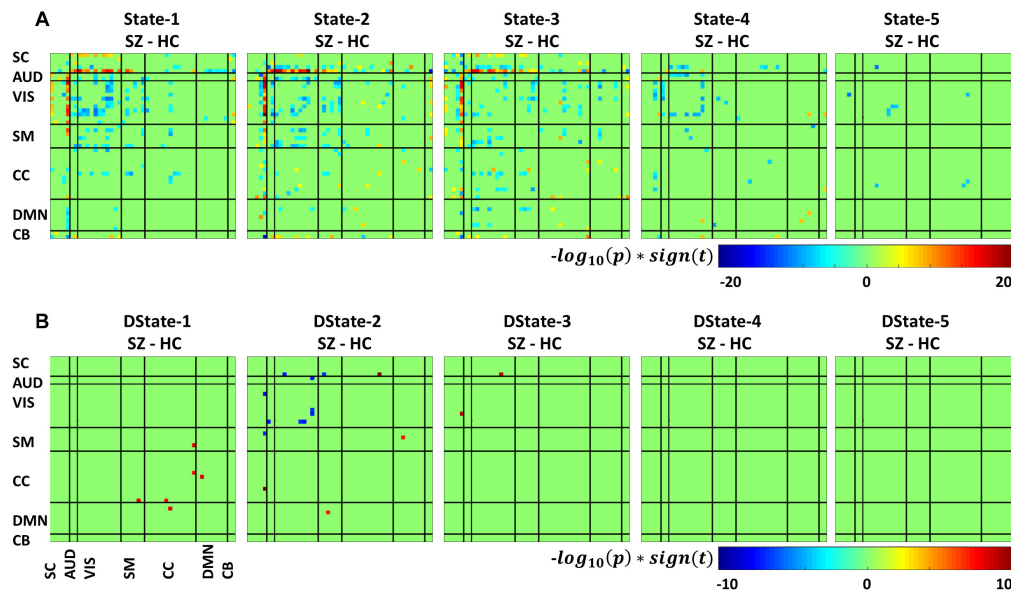 A
State-1 State-2 State-3 State-4 State-5
SZ - HC SZ - HC SZ - HC SZ - HC SZ - HC
SC
AUD
VIS
SM
CC
DMN
CB
-log10(p) * sign(t)
-20 0 20
B
DState-1 DState-2 DState-3 DState-4 DState-5
SZ - HC SZ - HC SZ - HC SZ - HC SZ - HC
SC
AUD
VIS
SM
CC
DMN
CB
SC AUD VIS SM CC DMN CB
-log10(p) * sign(t)
-10 0 10